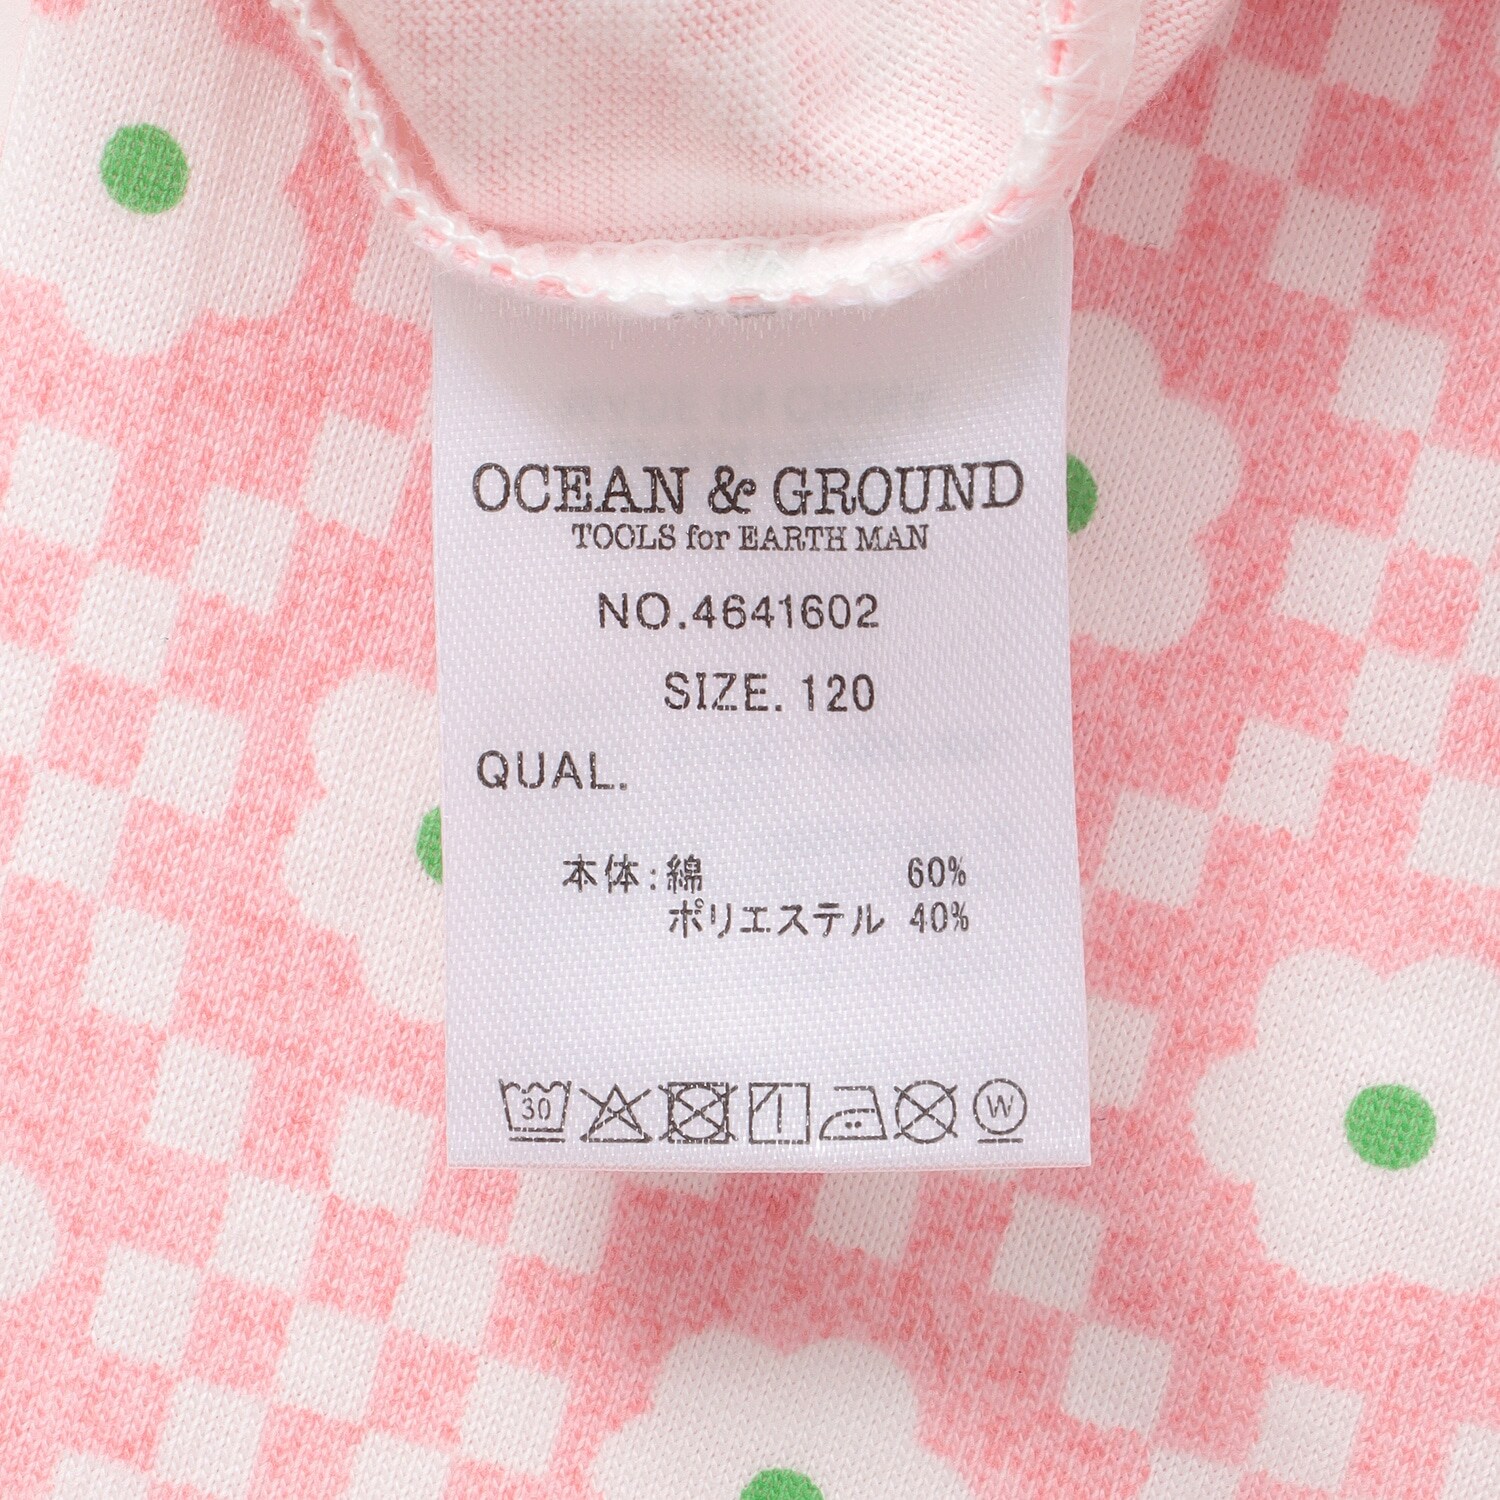 OCEAN & GROUND
TOOLS for EARTH MAN
NO.4641602
SIZE. 120
QUAL.
本体:綿 60%
ポリエステル 40%
30
W